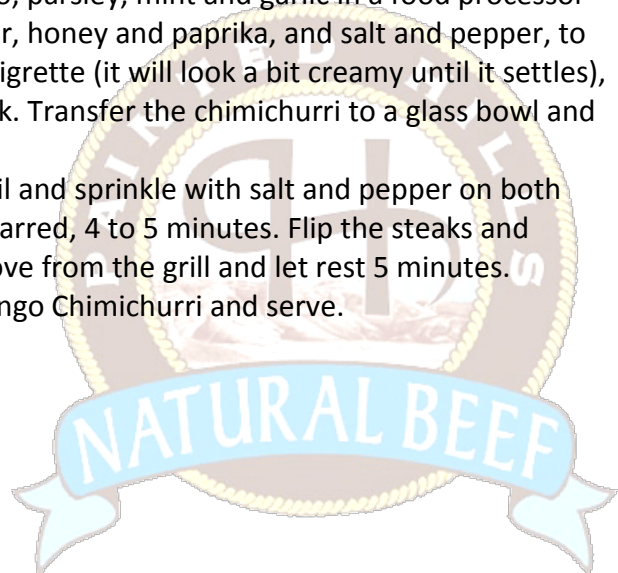 , parsley, mint and garlic in a food processor
r, honey and paprika, and salt and pepper, to
igrette (it will look a bit creamy until it settles),
k. Transfer the chimichurri to a glass bowl and
il and sprinkle with salt and pepper on both
arred, 4 to 5 minutes. Flip the steaks and
ove from the grill and let rest 5 minutes.
ngo Chimichurri and serve.
PAINTED HILLS
NATURAL BEEF